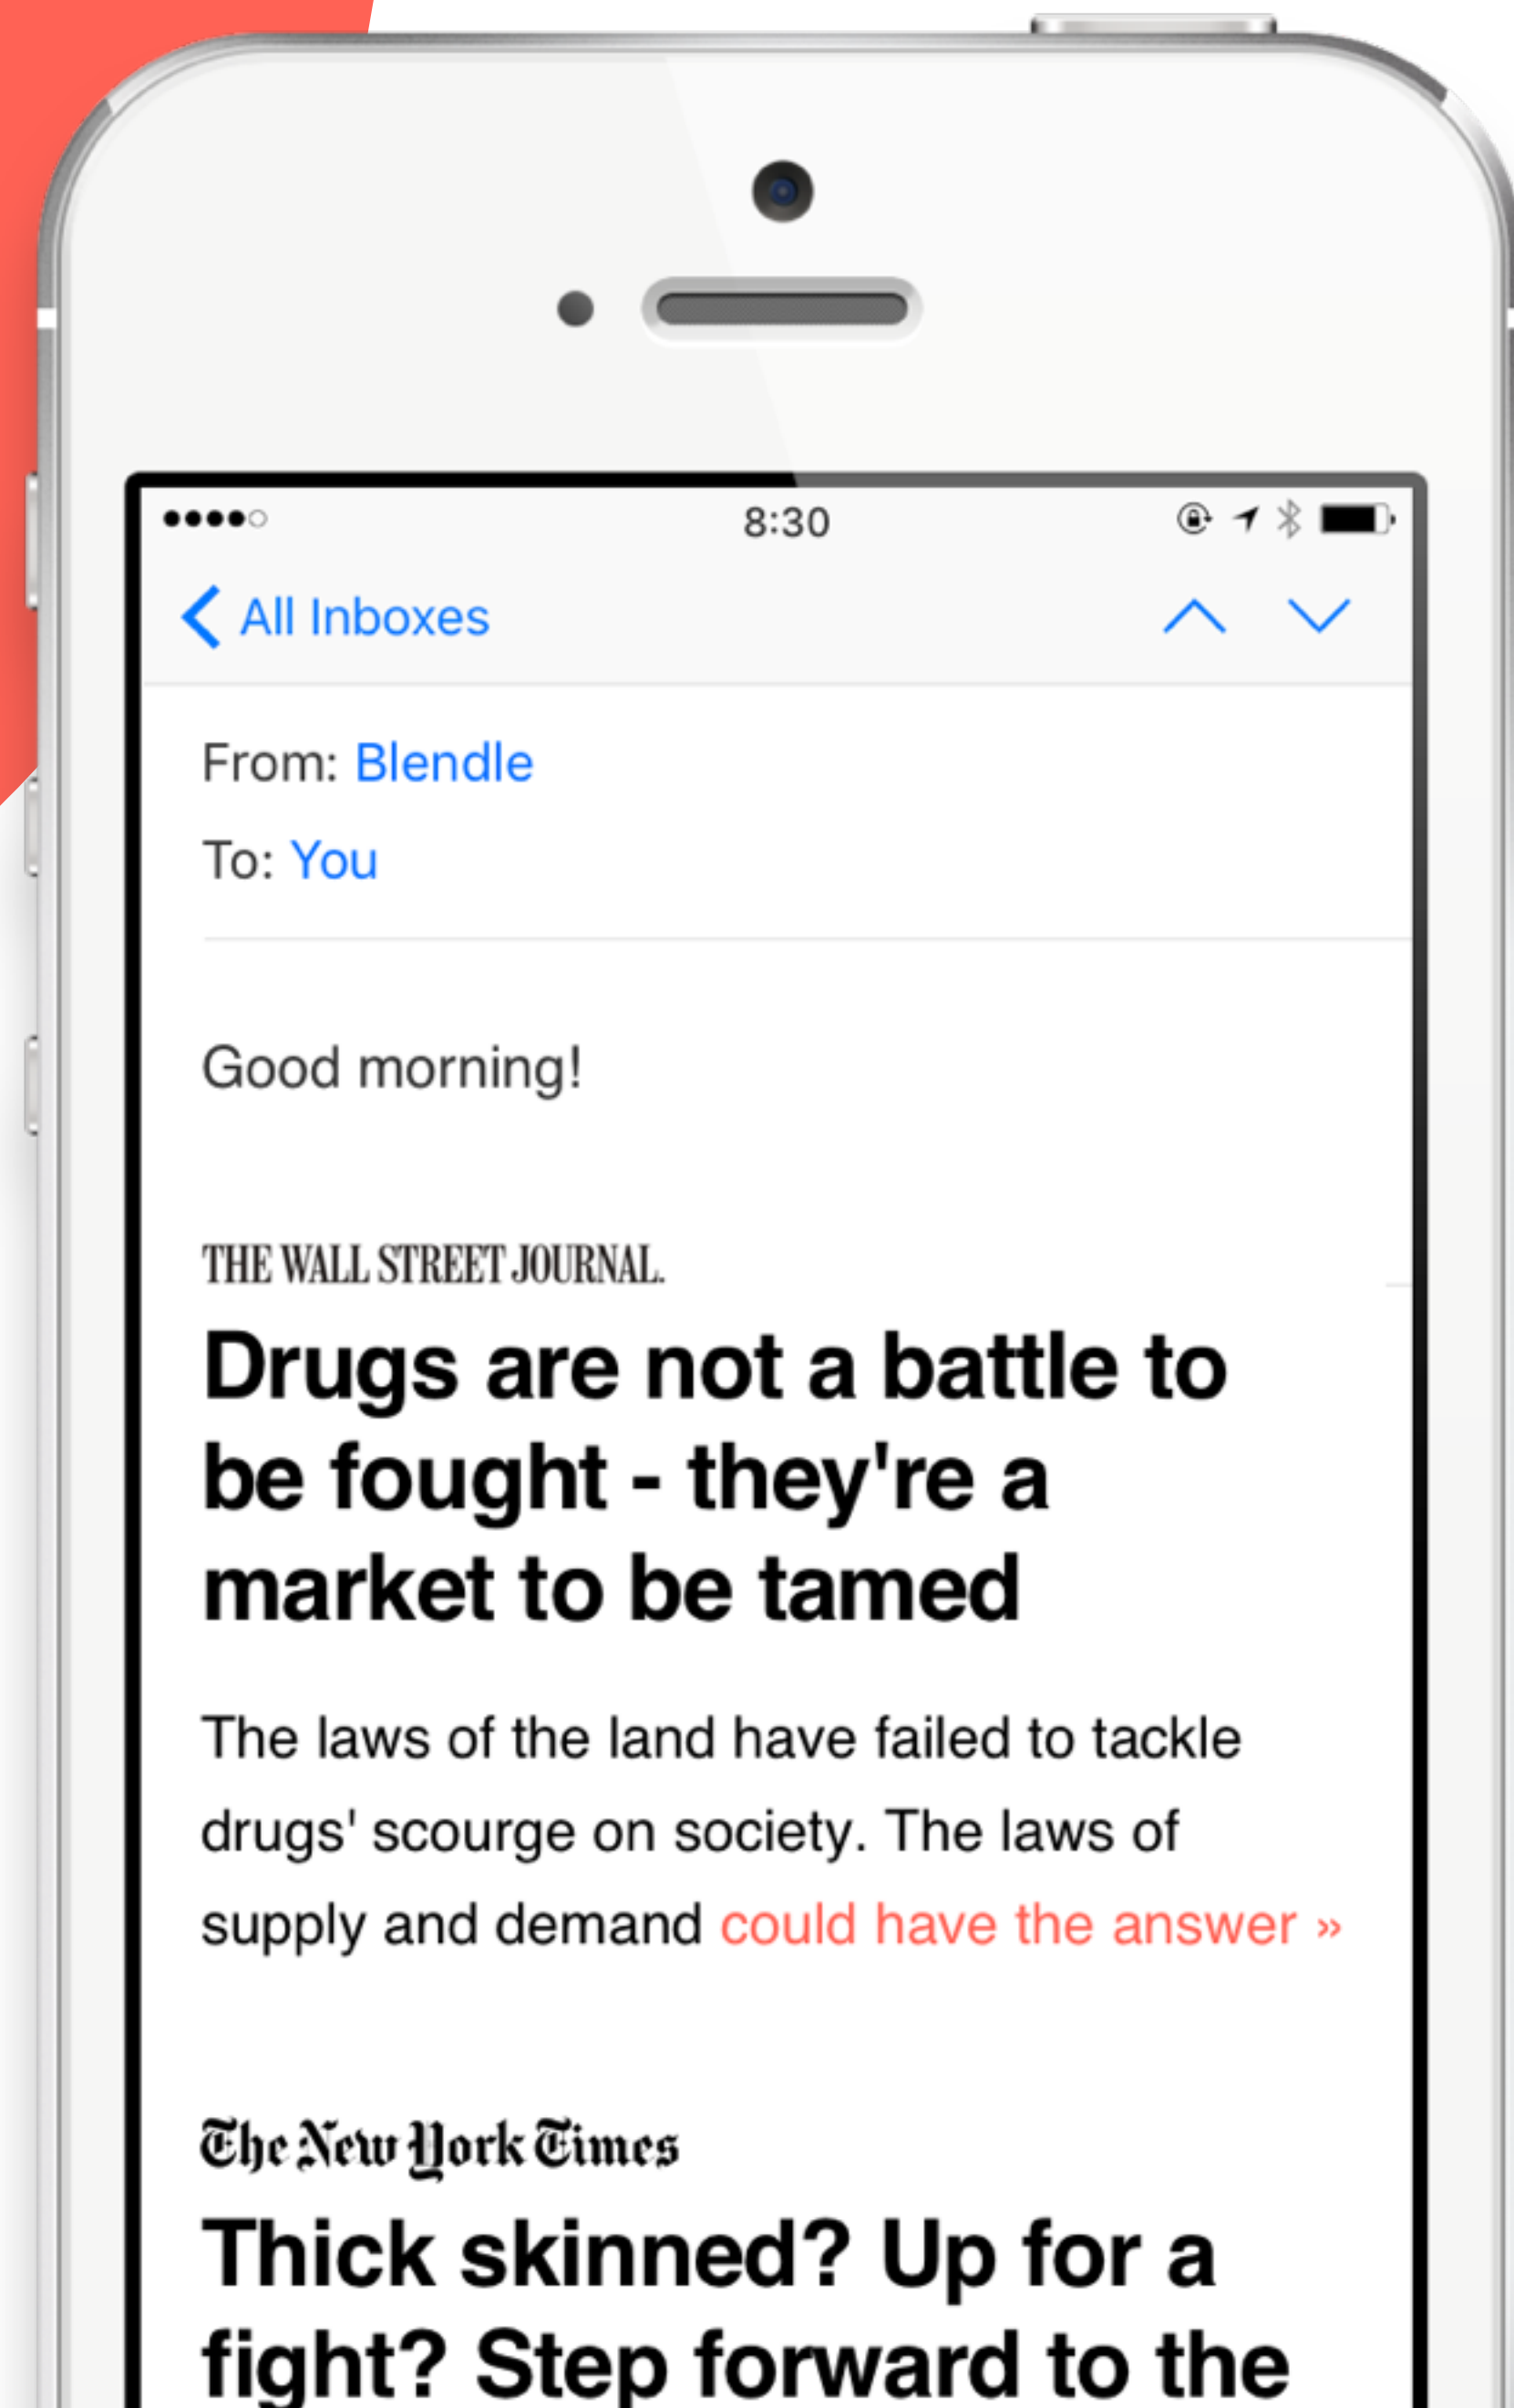 8:30
All Inboxes
From: Blendle
To: You
Good morning!
THE WALL STREET JOURNAL.
Drugs are not a battle to
be fought - they're a
market to be tamed
The laws of the land have failed to tackle
drugs' scourge on society. The laws of
supply and demand could have the answer »
The New York Times
Thick skinned? Up for a
fight? Step forward to the